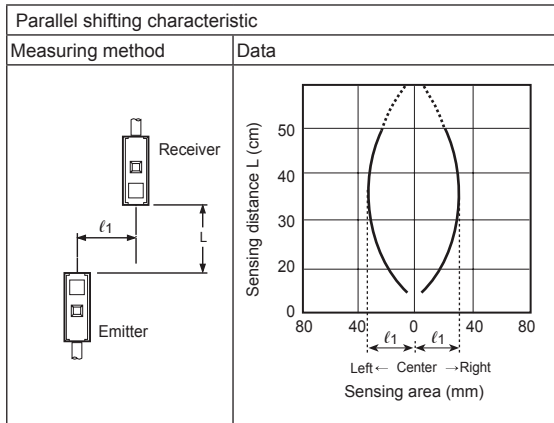 Parallel shifting characteristic
Measuring method
Data
Receiver
ℓ1
L
Emitter
Sensing distance L (cm)
50
40
30
20
0
80 40 0 40 80
ℓ1 ℓ1
Left ← Center → Right
Sensing area (mm)